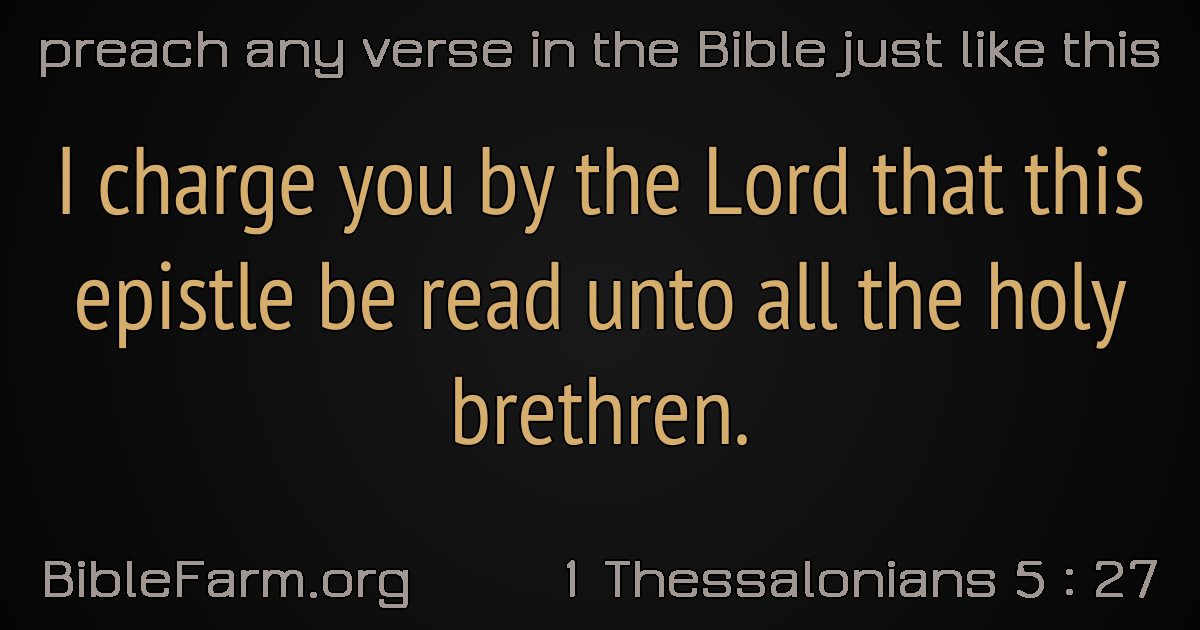 preach any verse in the Bible just like this
I charge you by the Lord that this
epistle be read unto all the holy
brethren.
BibleFarm.org
1 Thessalonians 5 : 27